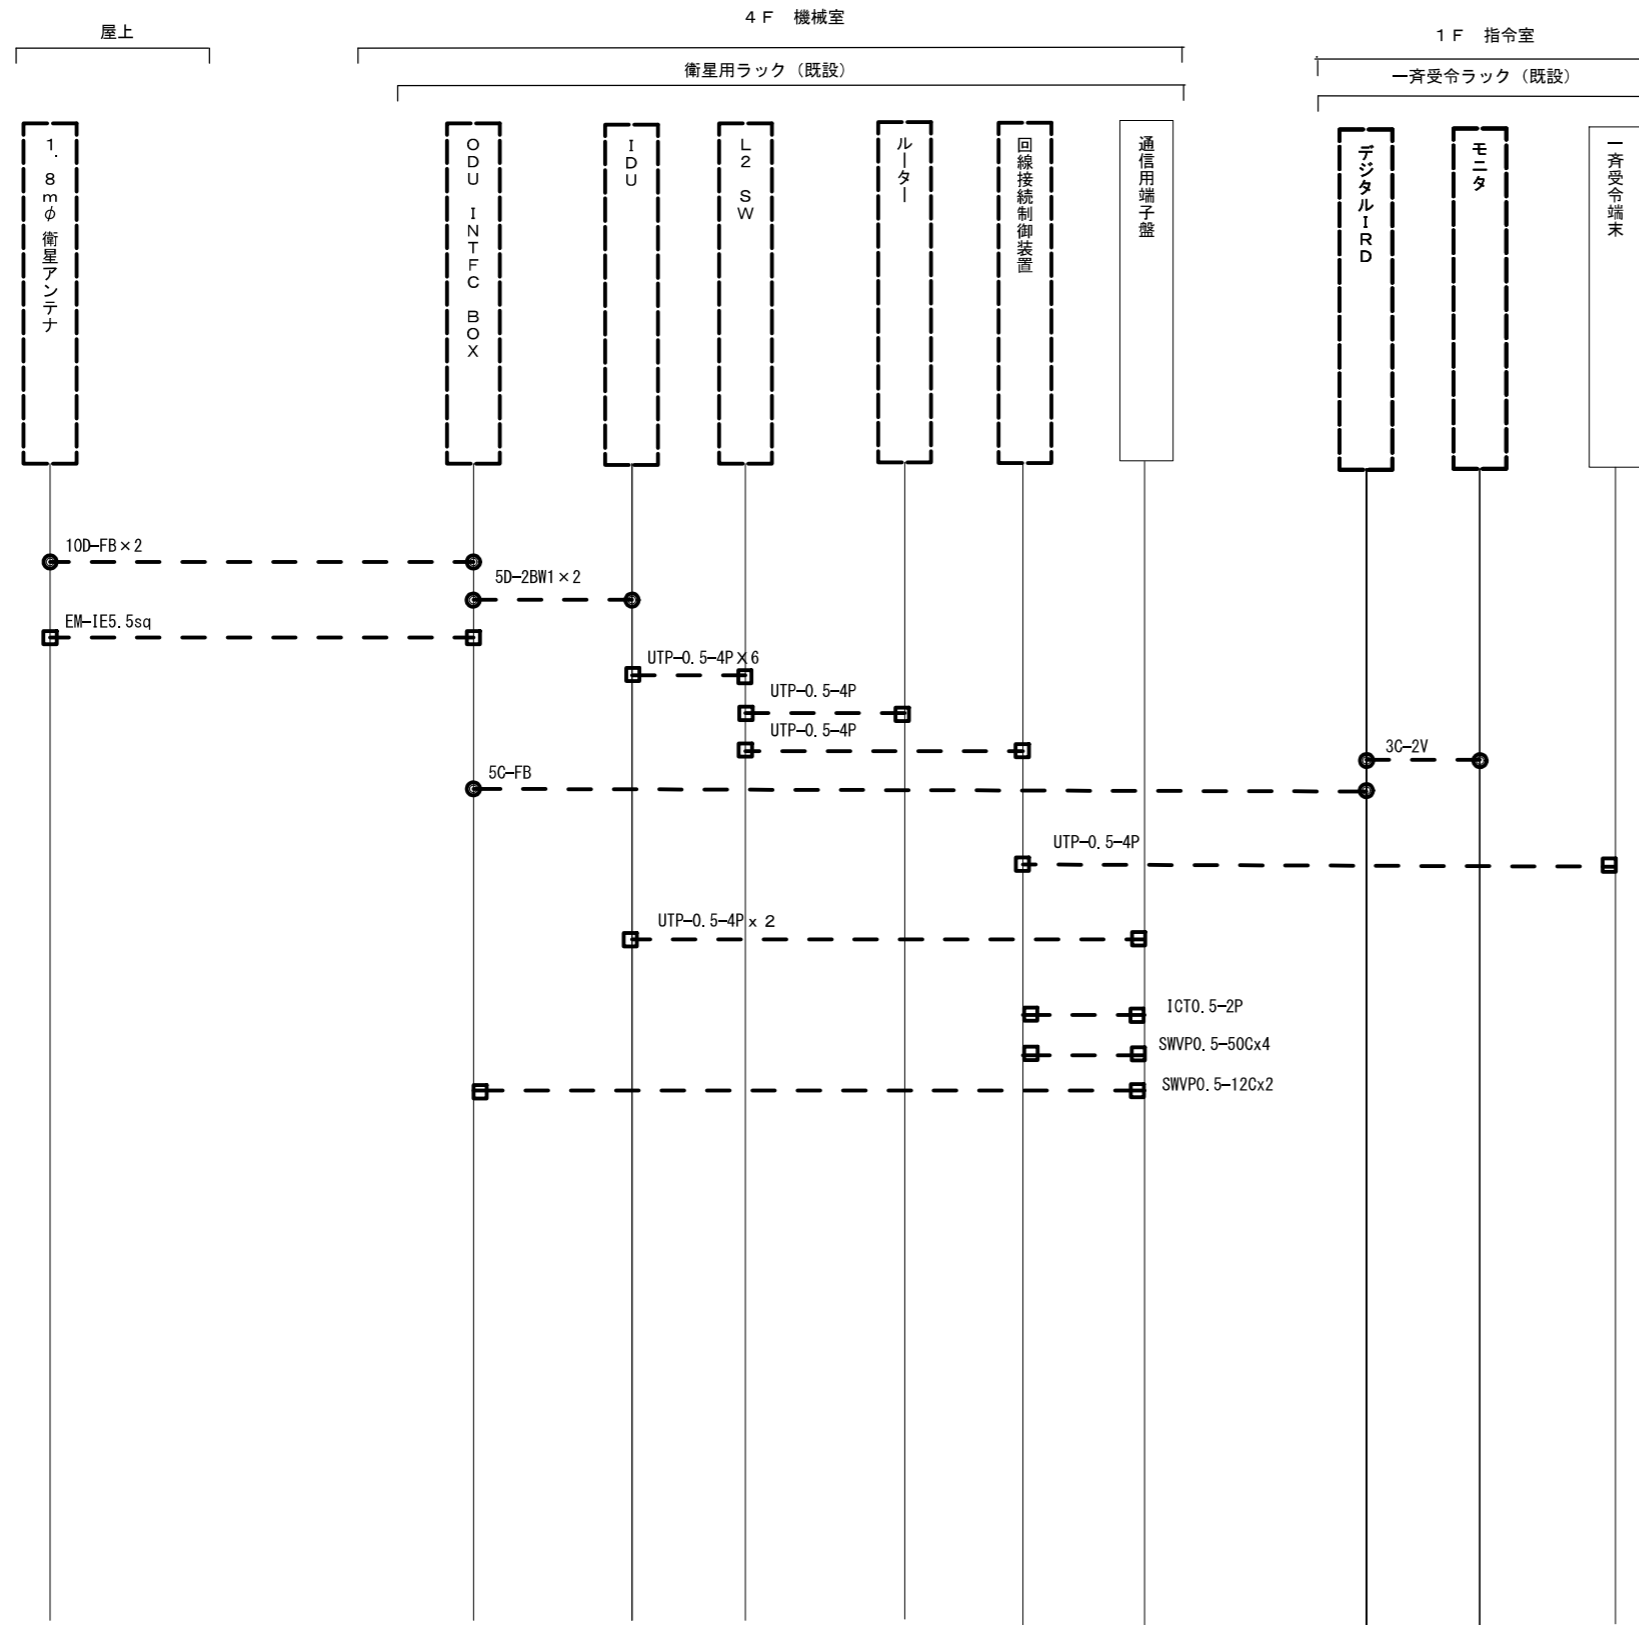 ４Ｆ　機械室
屋上
１Ｆ　指令室
衛星用ラック（既設）
一斉受令ラック（既設）
１．８ｍφ 衛星アンテナ
ＯＤＵ　ＩＮＴＦＣ　ＢＯＸ
ＩＤＵ
Ｌ２　ＳＷ
ルーター
回線接続制御装置
通信用端子盤
デジタルＩＲＤ
モニタ
一斉受令端末
10D-FB×2
5D-2BW1×2
EM-IE5.5sq
UTP-0.5-4P×6
UTP-0.5-4P
UTP-0.5-4P
3C-2V
5C-FB
UTP-0.5-4P
UTP-0.5-4P×２
ICT0.5-2P
SWVP0.5-50Cx4
SWVP0.5-12Cx2